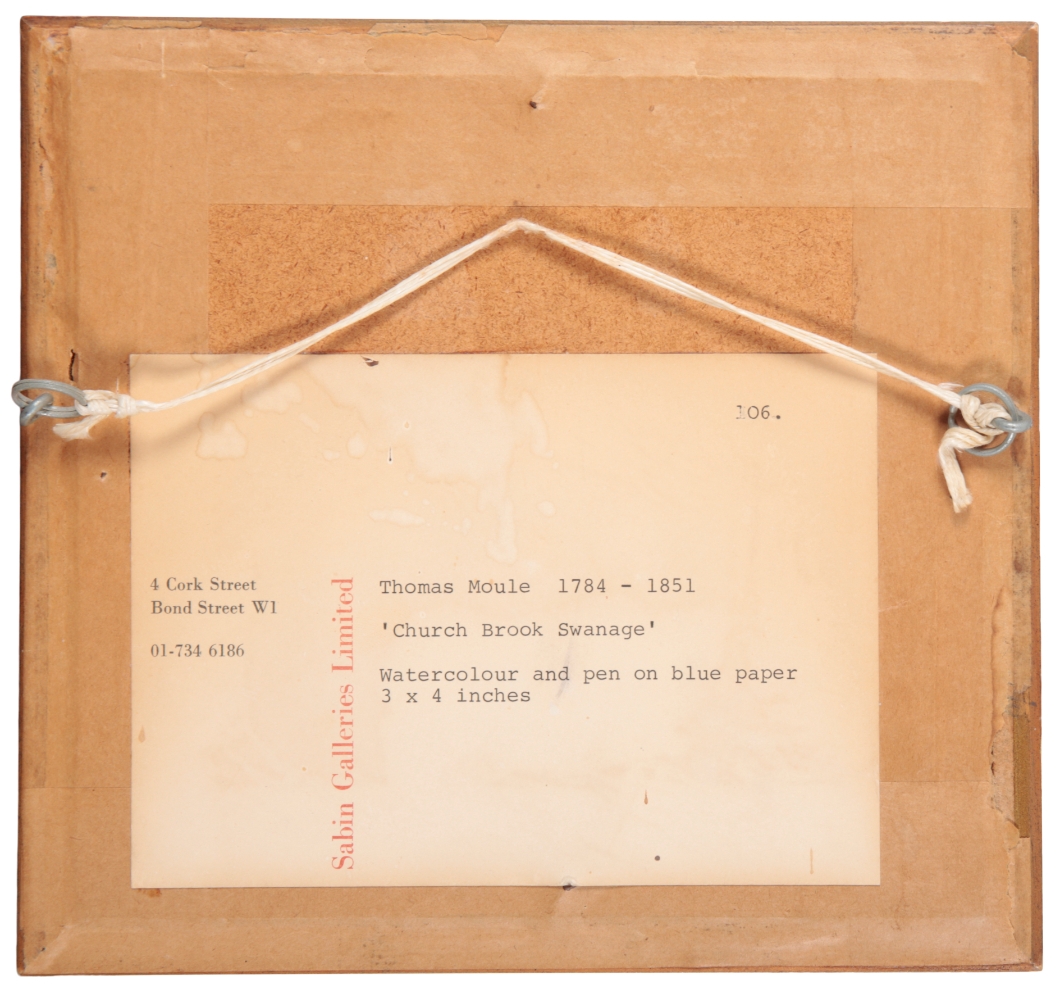 106.
4 Cork Street
Bond Street W1
01-734 6186
Sabin Galleries Limited
Thomas Moule 1784 - 1851
'Church Brook Swanage'
Watercolour and pen on blue paper
3 x 4 inches